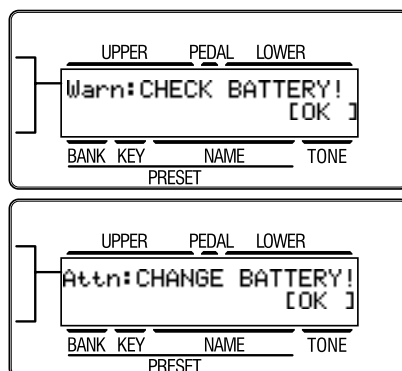 UPPER PEDAL LOWER
Warn:CHECK BATTERY!
[OK ]
BANK KEY NAME TONE
PRESET
UPPER PEDAL LOWER
Attn:CHANGE BATTERY!
[OK ]
BANK KEY NAME TONE
PRESET